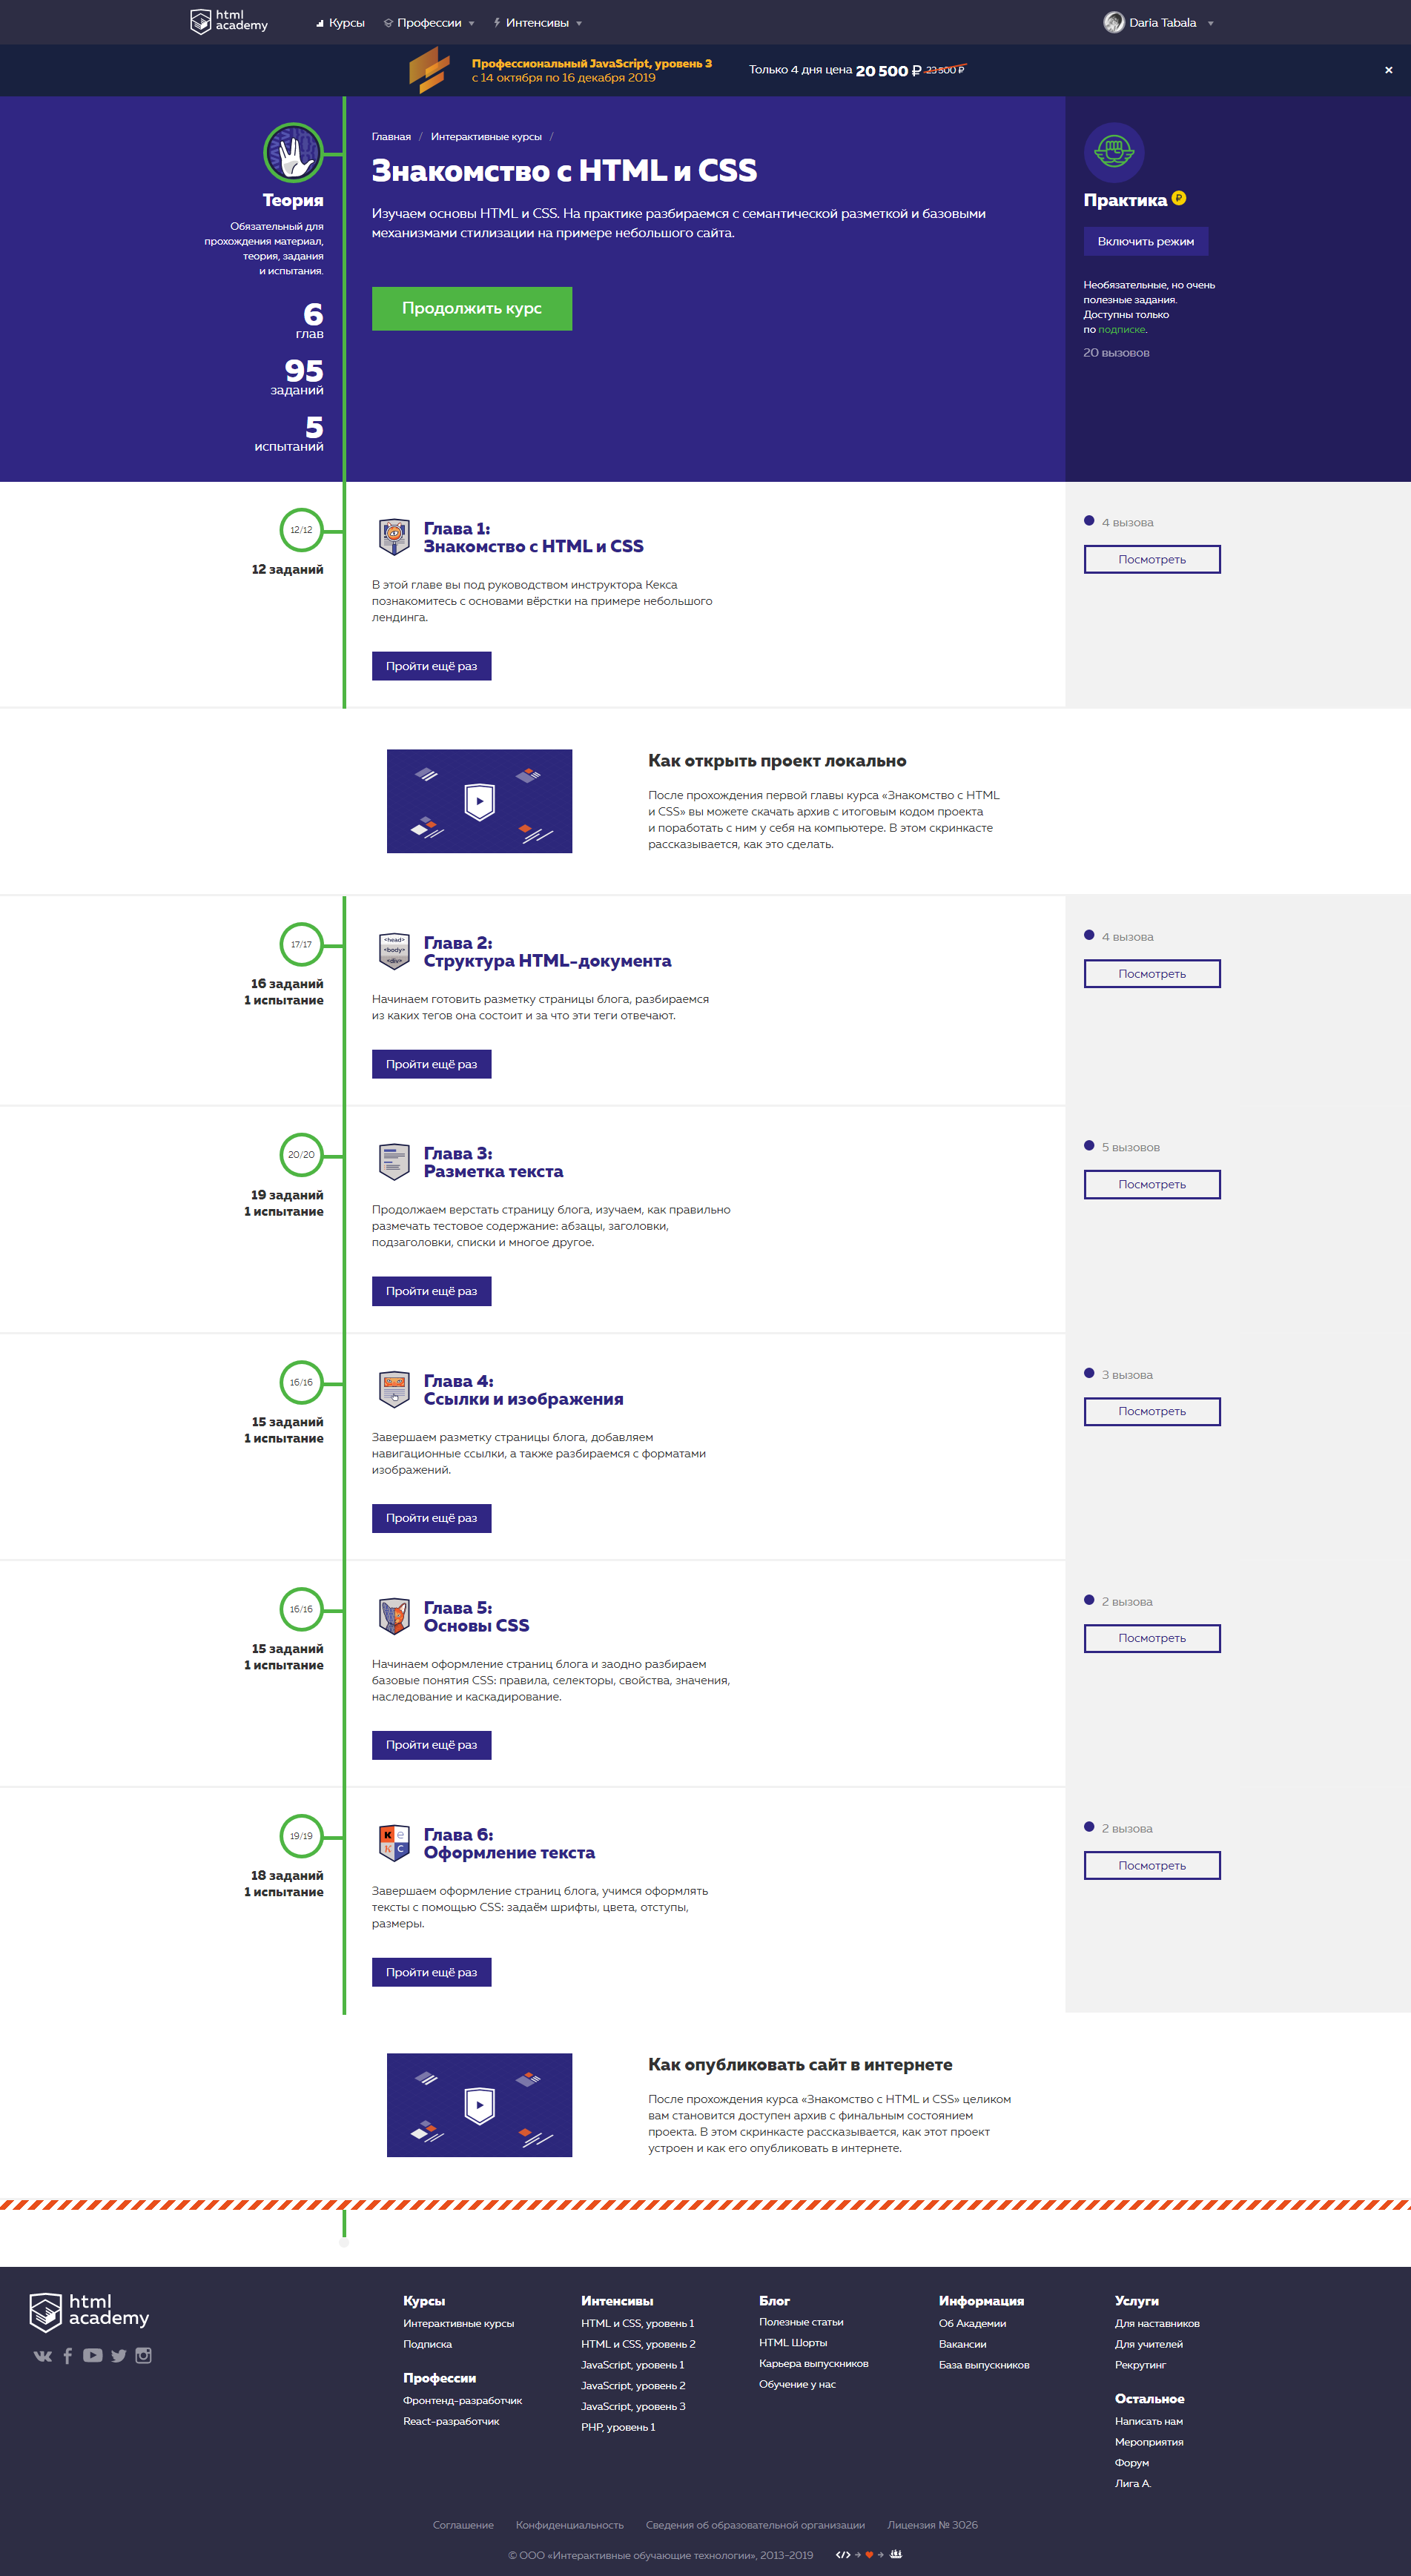 html
academy
Курсы
Профессии
Интенсивы
Daria Tabala
Профессиональный JavaScript, уровень 3
с 14 октября по 16 декабря 2019
Только 4 дня цена 20 500 ₽ 23 500 ₽
×
Теория
Обязательный для
прохождения материал,
теория, задания
и испытания.
6
глав
95
заданий
5
испытаний
Главная / Интерактивные курсы /
Знакомство с HTML и CSS
Изучаем основы HTML и CSS. На практике разбираемся с семантической разметкой и базовыми
механизмами стилизации на примере небольшого сайта.
Продолжить курс
Практика ₽
Включить режим
Необязательные, но очень
полезные задания.
Доступны только
по подписке.
20 вызовов
12/12
12 заданий
Глава 1:
Знакомство с HTML и CSS
В этой главе вы под руководством инструктора Кекса
познакомитесь с основами вёрстки на примере небольшого
лендинга.
Пройти ещё раз
4 вызова
Посмотреть
Как открыть проект локально
После прохождения первой главы курса «Знакомство с HTML
и CSS» вы можете скачать архив с итоговым кодом проекта
и поработать с ним у себя на компьютере. В этом скринкасте
рассказывается, как это сделать.
17/17
16 заданий
1 испытание
<head>
<body>
<div>
Глава 2:
Структура HTML-документа
Начинаем готовить разметку страницы блога, разбираемся
из каких тегов она состоит и за что эти теги отвечают.
Пройти ещё раз
4 вызова
Посмотреть
20/20
19 заданий
1 испытание
Глава 3:
Разметка текста
Продолжаем верстать страницу блога, изучаем, как правильно
размечать тестовое содержание: абзацы, заголовки,
подзаголовки, списки и многое другое.
Пройти ещё раз
5 вызовов
Посмотреть
16/16
15 заданий
1 испытание
Глава 4:
Ссылки и изображения
Завершаем разметку страницы блога, добавляем
навигационные ссылки, а также разбираемся с форматами
изображений.
Пройти ещё раз
3 вызова
Посмотреть
16/16
15 заданий
1 испытание
Глава 5:
Основы CSS
Начинаем оформление страниц блога и заодно разбираем
базовые понятия CSS: правила, селекторы, свойства, значения,
наследование и каскадирование.
Пройти ещё раз
2 вызова
Посмотреть
19/19
18 заданий
1 испытание
К е
К С
Глава 6:
Оформление текста
Завершаем оформление страниц блога, учимся оформлять
тексты с помощью CSS: задаём шрифты, цвета, отступы,
размеры.
Пройти ещё раз
2 вызова
Посмотреть
Как опубликовать сайт в интернете
После прохождения курса «Знакомство с HTML и CSS» целиком
вам становится доступен архив с финальным состоянием
проекта. В этом скринкасте рассказывается, как этот проект
устроен и как его опубликовать в интернете.
html
academy
Курсы
Интерактивные курсы
Подписка
Профессии
Фронтенд-разработчик
React-разработчик
Интенсивы
HTML и CSS, уровень 1
HTML и CSS, уровень 2
JavaScript, уровень 1
JavaScript, уровень 2
JavaScript, уровень 3
PHP, уровень 1
Блог
Полезные статьи
HTML Шорты
Карьера выпускников
Обучение у нас
Информация
Об Академии
Вакансии
База выпускников
Услуги
Для наставников
Для учителей
Рекрутинг
Остальное
Написать нам
Мероприятия
Форум
Лига А.
Соглашение Конфиденциальность Сведения об образовательной организации Лицензия № 3026
© ООО «Интерактивные обучающие технологии», 2013-2019 </>